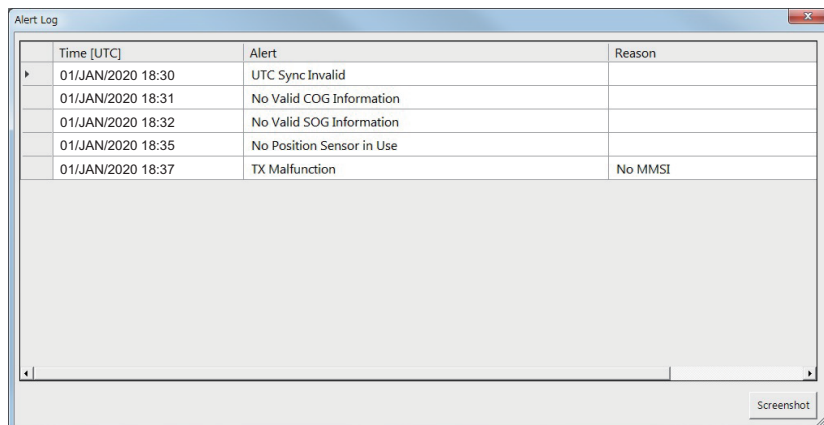 Alert Log
Time [UTC] Alert Reason
01/JAN/2020 18:30 UTC Sync Invalid
01/JAN/2020 18:31 No Valid COG Information
01/JAN/2020 18:32 No Valid SOG Information
01/JAN/2020 18:35 No Position Sensor in Use
01/JAN/2020 18:37 TX Malfunction No MMSI
Screenshot